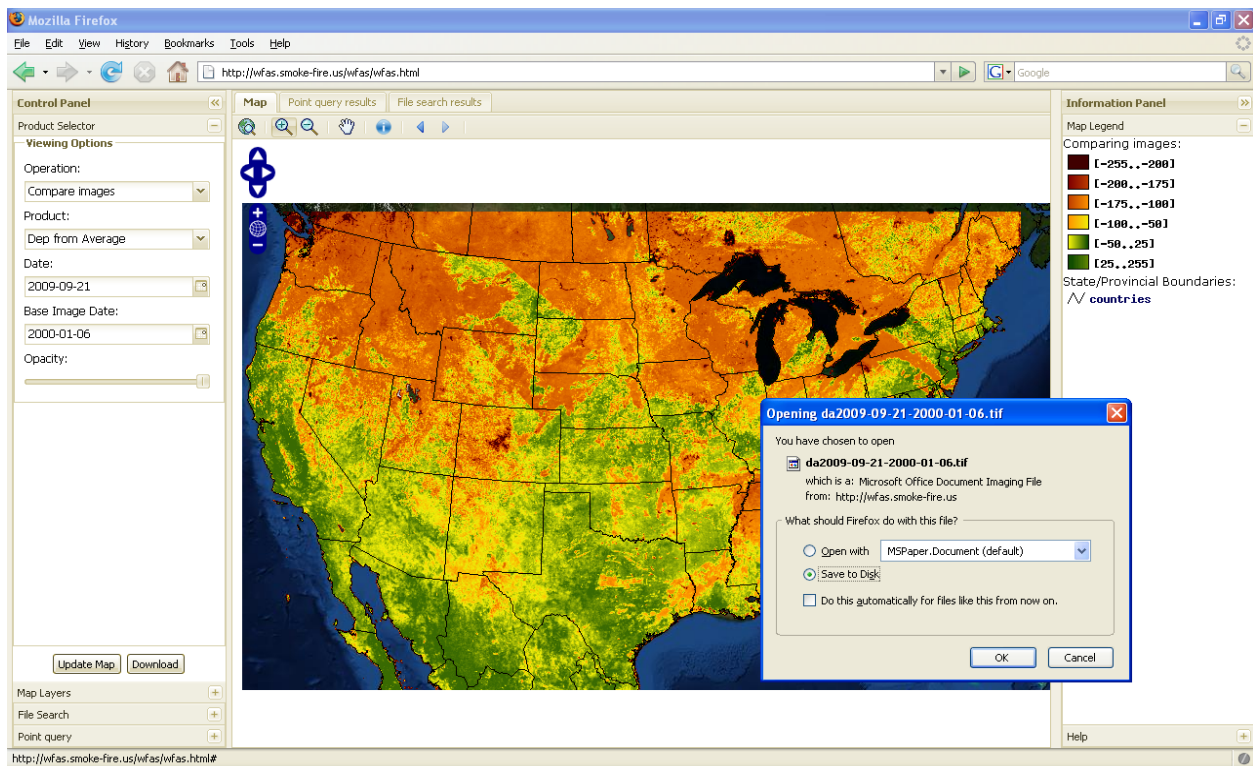 Mozilla Firefox
File Edit View History Bookmarks Tools Help
http://wfas.smoke-fire.us/wfas/wfas.html
Google
Control Panel
Product Selector
Viewing Options
Operation:
Compare images
Product:
Dep from Average
Date:
2009-09-21
Base Image Date:
2000-01-06
Opacity:
Update Map Download
Map Layers
File Search
Point query
Map Point query results File search results
Opening da2009-09-21-2000-01-06.tif
You have chosen to open
da2009-09-21-2000-01-06.tif
which is a: Microsoft Office Document Imaging File
from: http://wfas.smoke-fire.us
What should Firefox do with this file?
Open with MSPaper.Document (default)
Save to Disk
Do this automatically for files like this from now on.
OK Cancel
Information Panel
Map Legend
Comparing images:
[-255..-200]
[-200..-175]
[-175..-100]
[-100..-50]
[-50..25]
[25..255]
State/Provincial Boundaries:
countries
Help
http://wfas.smoke-fire.us/wfas/wfas.html#